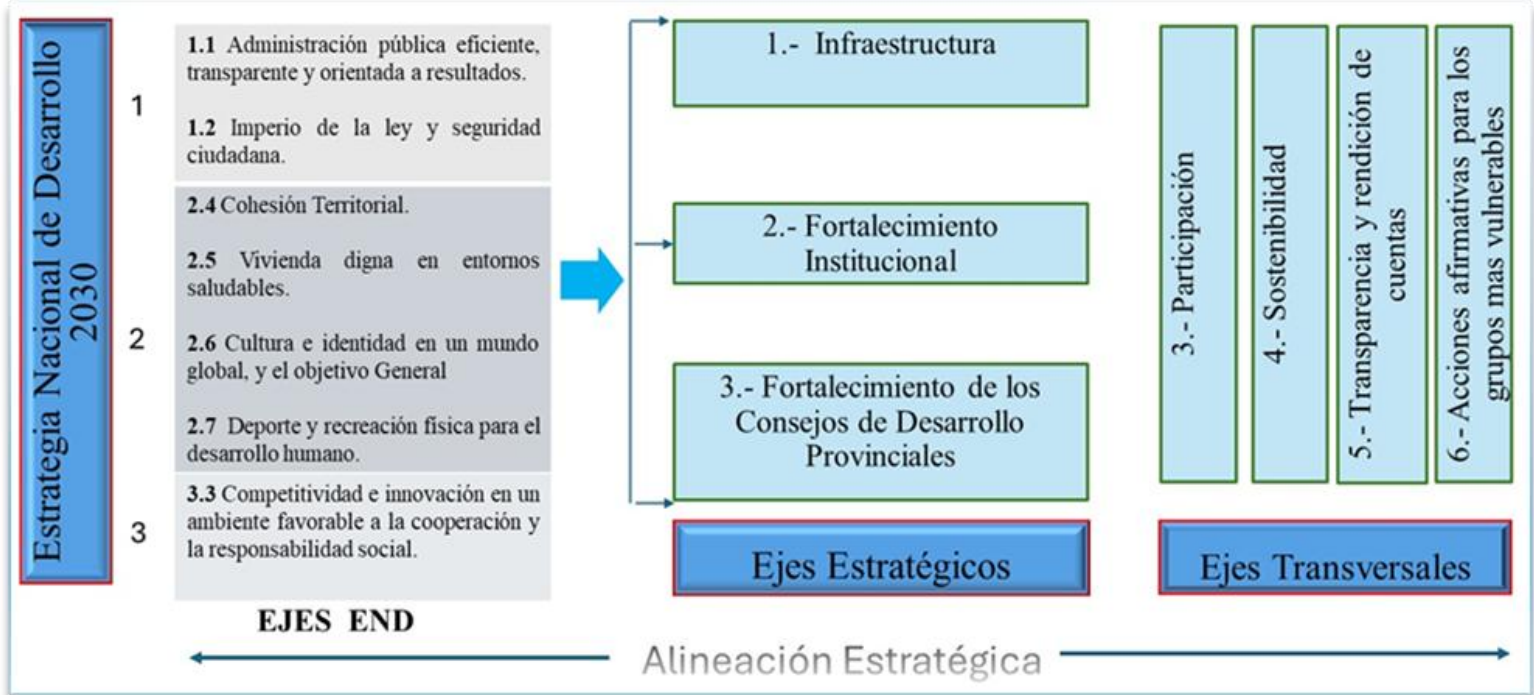 Estrategia Nacional de Desarrollo
2030
1
1.1 Administración pública eficiente,
transparente y orientada a resultados.
1.2 Imperio de la ley y seguridad
ciudadana.
2
2.4 Cohesión Territorial.
2.5 Vivienda digna en entornos
saludables.
2.6 Cultura e identidad en un mundo
global, y el objetivo General
2.7 Deporte y recreación física para el
desarrollo humano.
3
3.3 Competitividad e innovación en un
ambiente favorable a la cooperación y
la responsabilidad social.
EJES END
1.- Infraestructura
2.- Fortalecimiento
Institucional
3.- Fortalecimiento de los
Consejos de Desarrollo
Provinciales
Ejes Estratégicos
3.- Participación
4.- Sostenibilidad
5.- Transparencia y rendición de
cuentas
6.- Acciones afirmativas para los
grupos mas vulnerables
Ejes Transversales
Alineación Estratégica